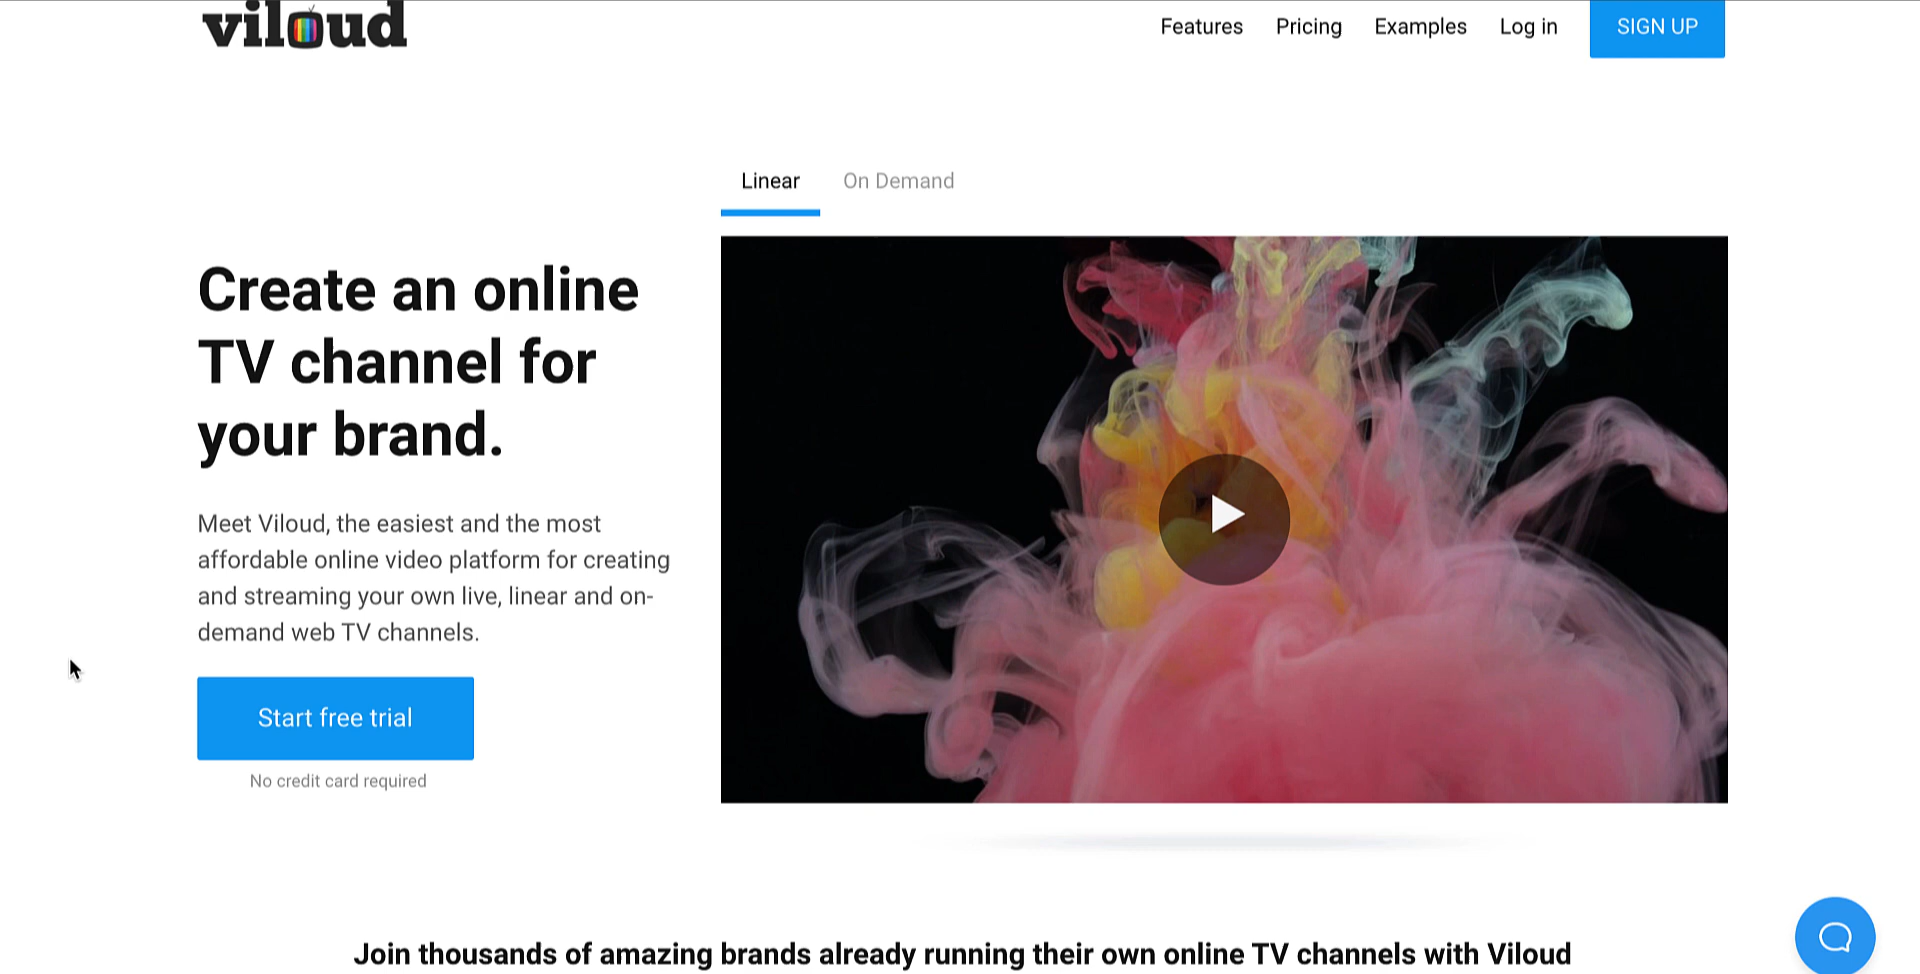 viloud
Features Pricing Examples Log in SIGN UP
Linear On Demand
Create an online
TV channel for
your brand.
Meet Viloud, the easiest and the most
affordable online video platform for creating
and streaming your own live, linear and on-
demand web TV channels.
Start free trial
No credit card required
Join thousands of amazing brands already running their own online TV channels with Viloud